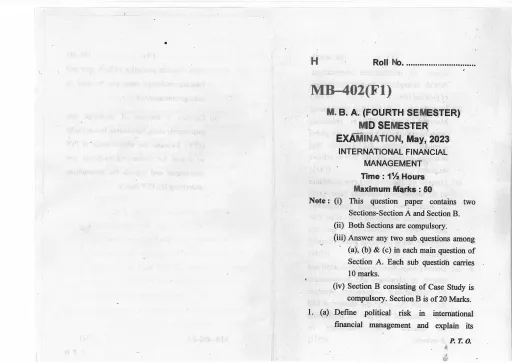 H Roll No. ..............................
MB–402(F1)
M. B. A. (FOURTH SEMESTER)
MID SEMESTER
EXAMINATION, May, 2023
INTERNATIONAL FINANCIAL
MANAGEMENT
Time : 1½ Hours
Maximum Marks : 50
Note : (i) This question paper contains two
Sections-Section A and Section B.
(ii) Both Sections are compulsory.
(iii) Answer any two sub questions among
(a), (b) & (c) in each main question of
Section A. Each sub question carries
10 marks.
(iv) Section B consisting of Case Study is
compulsory. Section B is of 20 Marks.
1. (a) Define political risk in international
financial management and explain its
P. T. O.